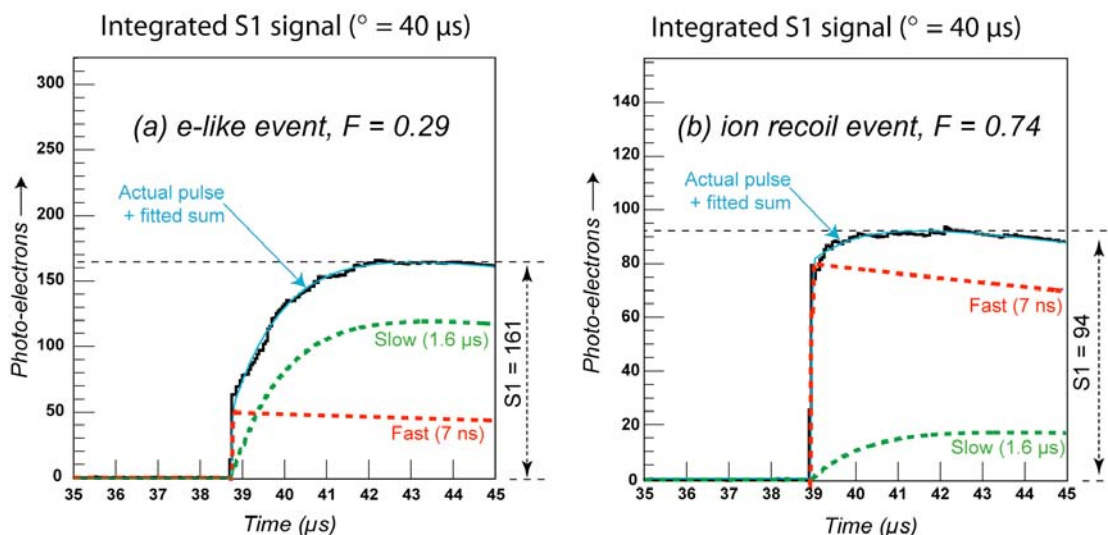 Integrated S1 signal (° = 40 μs)
300
250
200
150
100
50
0
Photo-electrons
(a) e-like event, F = 0.29
Actual pulse
+ fitted sum
Slow (1.6 μs)
Fast (7 ns)
S1 = 161
35 36 37 38 39 40 41 42 43 44 45
Time (μs)
Integrated S1 signal (° = 40 μs)
140
120
100
80
60
40
20
0
Photo-electrons
(b) ion recoil event, F = 0.74
Actual pulse
+ fitted sum
Fast (7 ns)
Slow (1.6 μs)
S1 = 94
35 36 37 38 39 40 41 42 43 44 45
Time (μs)